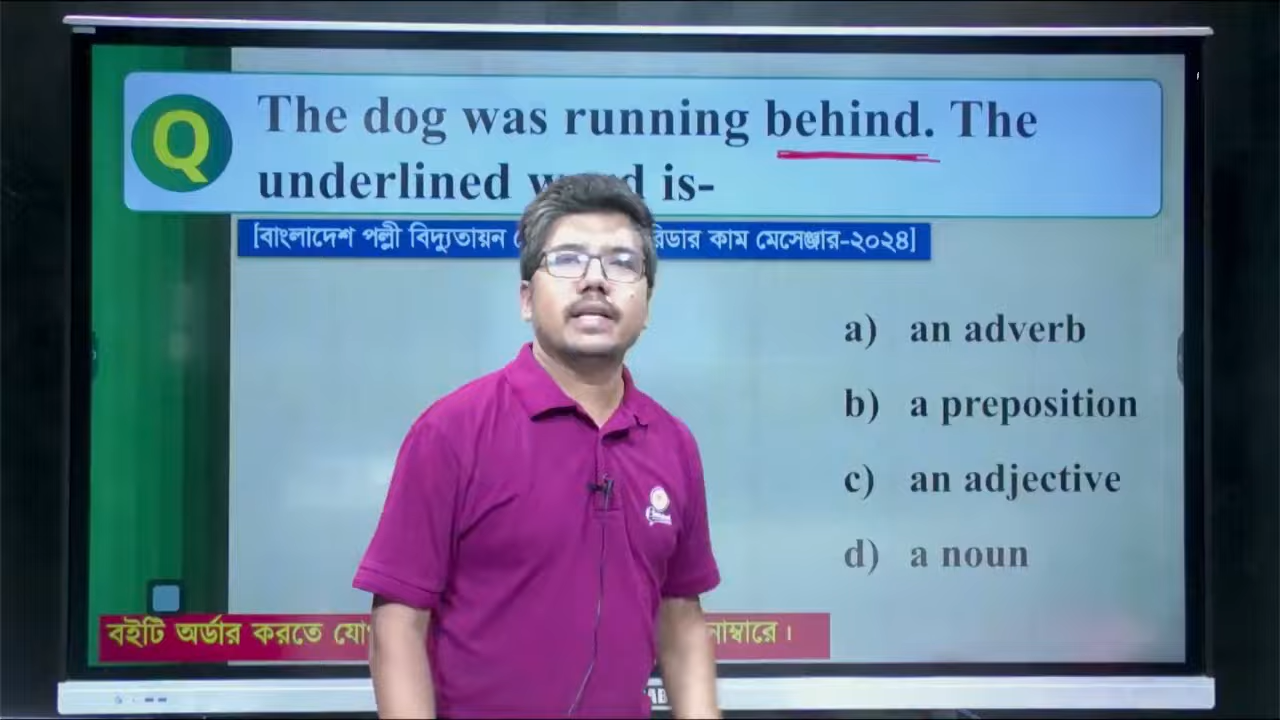 Q
The dog was running behind. The
underlined is-
[বাংলাদেশ পল্লী বিদ্যুতায়ন কাম মেসেঞ্জার-২০২৪]
a) an adverb
b) a preposition
c) an adjective
d) a noun
বইটি অর্ডার করতে নাম্বারে।